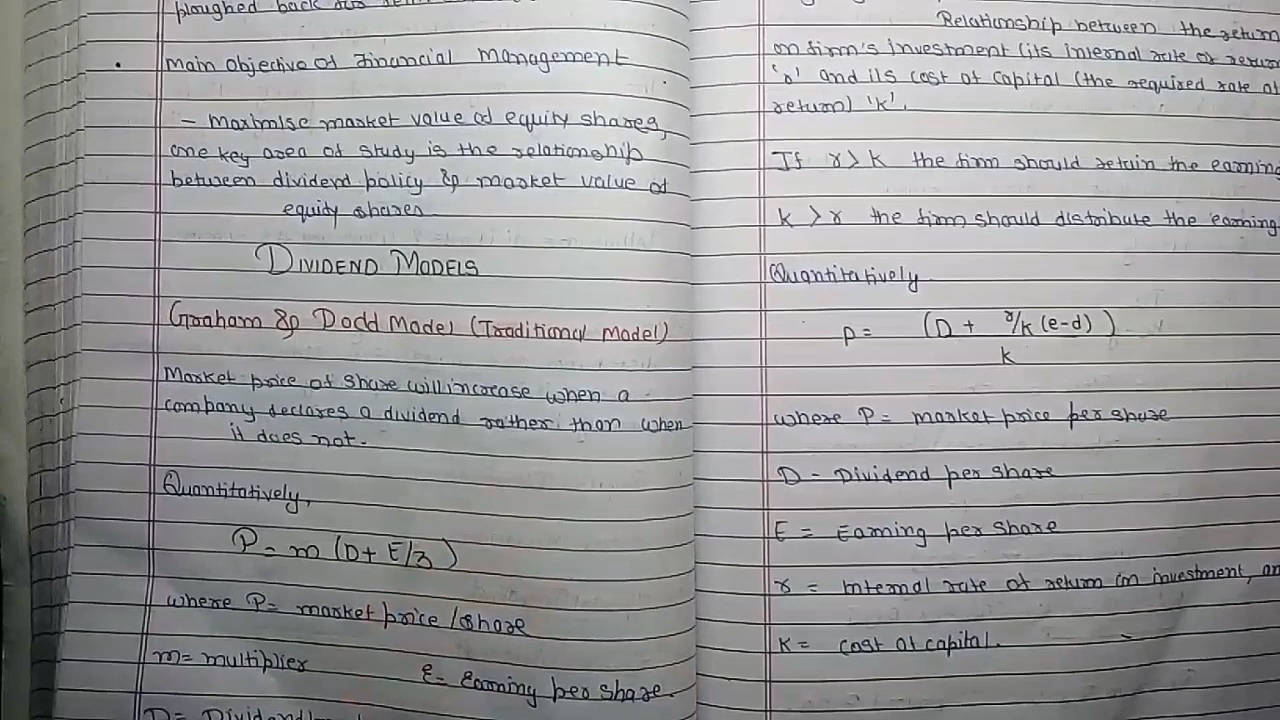 ploughed back
• main objective of Financial Management
- Maximise market value of equity shares,
one key area of study is the relationship
between dividend policy & market value of
equity shares
DIVIDEND MODELS
Graham & Dodd Model (Traditional Model)
Market price of share will increase when a
company declares a dividend rather than when
it does not.
Quantitatively,
P = m (D + E/3)
where P = market price / share
m = multiplier E = Earning per share.
D = Dividend
Relationship between the return
on firm's investment (its internal rate of return
'r' and its cost of capital (the required rate of
return) 'k'.
If r > k the firm should retain the earning
k > r the firm should distribute the earning
Quantitatively
P = (D + r/k (e-d))
k
where P = market price per share
D - Dividend per share
E = Earning per share
r = internal rate of return on investment, an
K = cost of capital.